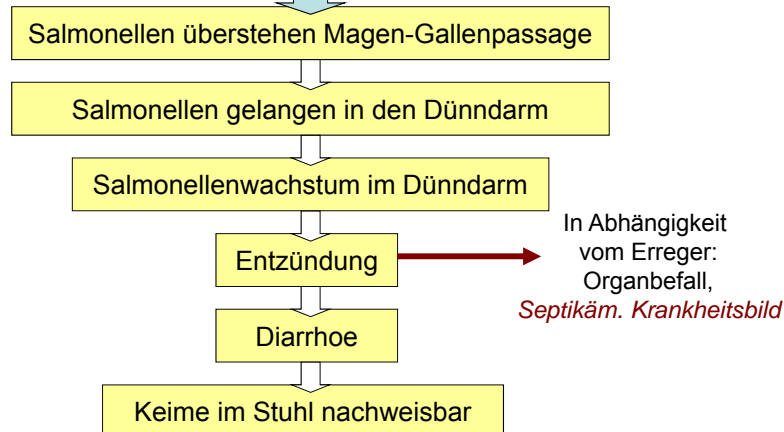 Salmonellen überstehen Magen-Gallenpassage
Salmonellen gelangen in den Dünndarm
Salmonellenwachstum im Dünndarm
Entzündung
In Abhängigkeit
vom Erreger:
Organbefall,
Septikäm. Krankheitsbild
Diarrhoe
Keime im Stuhl nachweisbar